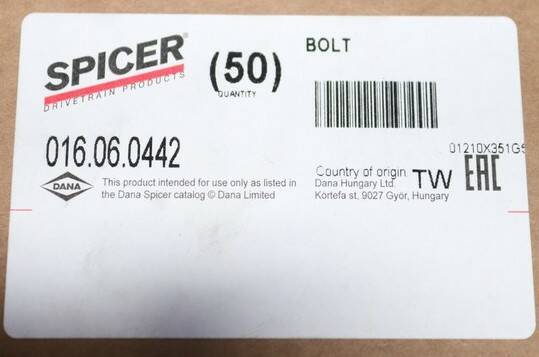 SPICER
DRIVETRAIN PRODUCTS
(50)
QUANTITY
BOLT
016.06.0442
01210X351G5
DANA
This product intended for use only as listed in
the Dana Spicer catalog © Dana Limited
Country of origin TW
Dana Hungary Ltd.
Kortefa st, 9027 Győr, Hungary
EAC